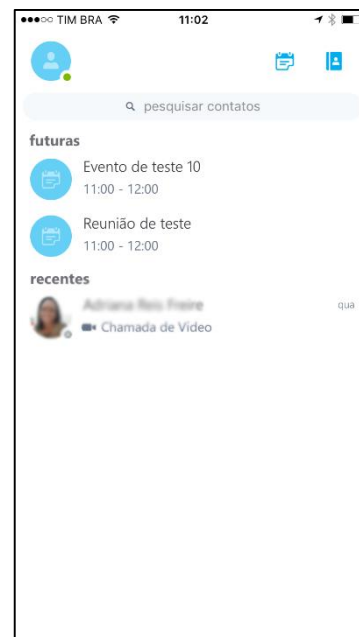 TIM BRA 11:02
pesquisar contatos
futuras
Evento de teste 10
11:00 - 12:00
Reunião de teste
11:00 - 12:00
recentes
qua
Chamada de Vídeo